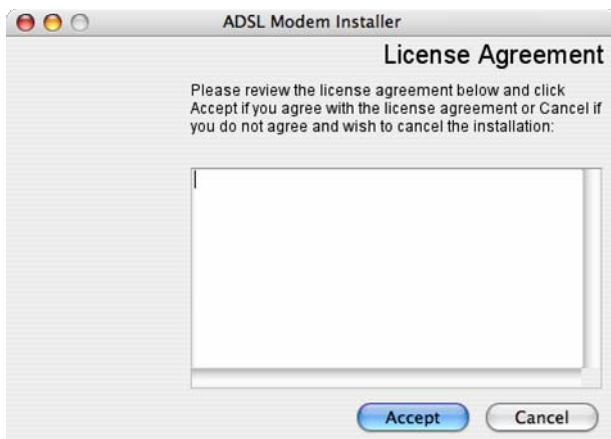 ADSL Modem Installer
License Agreement
Please review the license agreement below and click
Accept if you agree with the license agreement or Cancel if
you do not agree and wish to cancel the installation:
Accept
Cancel